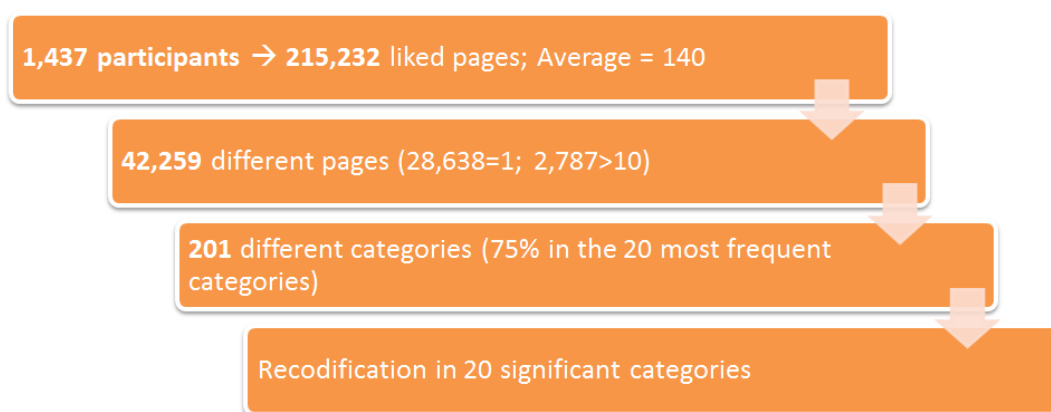 1,437 participants → 215,232 liked pages; Average = 140
42,259 different pages (28,638=1; 2,787>10)
201 different categories (75% in the 20 most frequent
categories)
Recodification in 20 significant categories